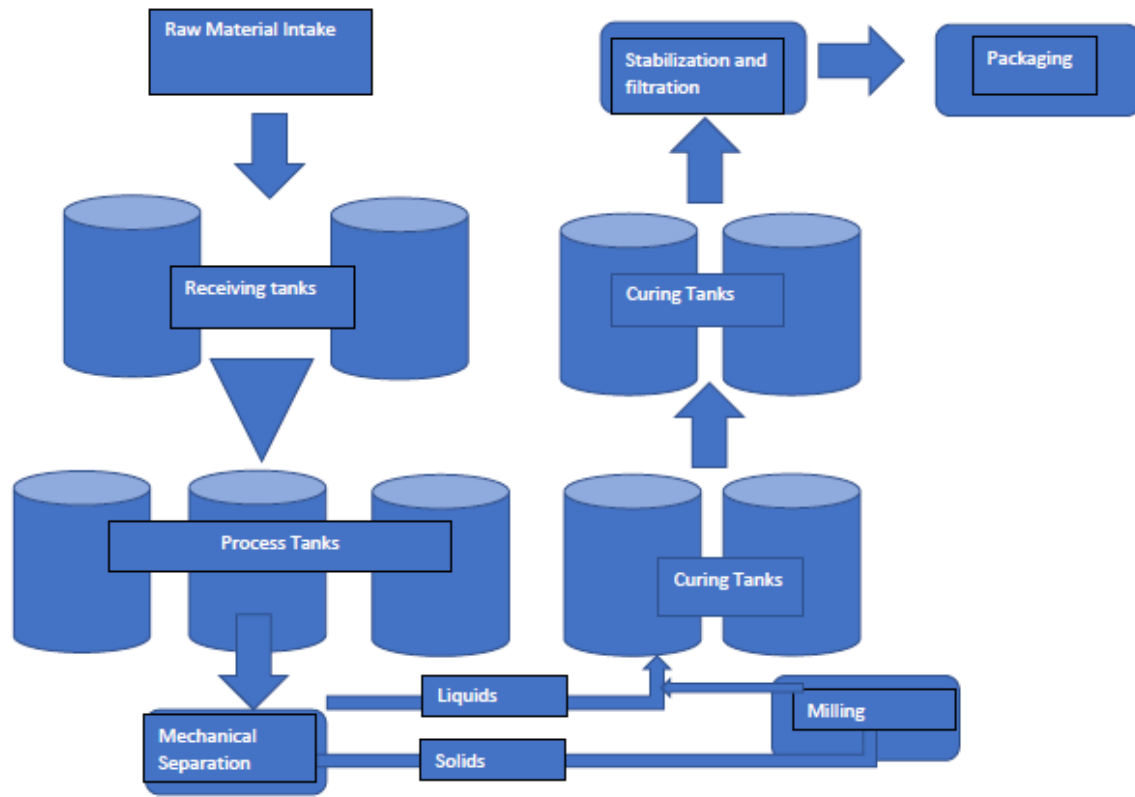 Raw Material Intake
Receiving tanks
Process Tanks
Mechanical
Separation
Liquids
Solids
Milling
Curing Tanks
Curing Tanks
Stabilization and
filtration
Packaging